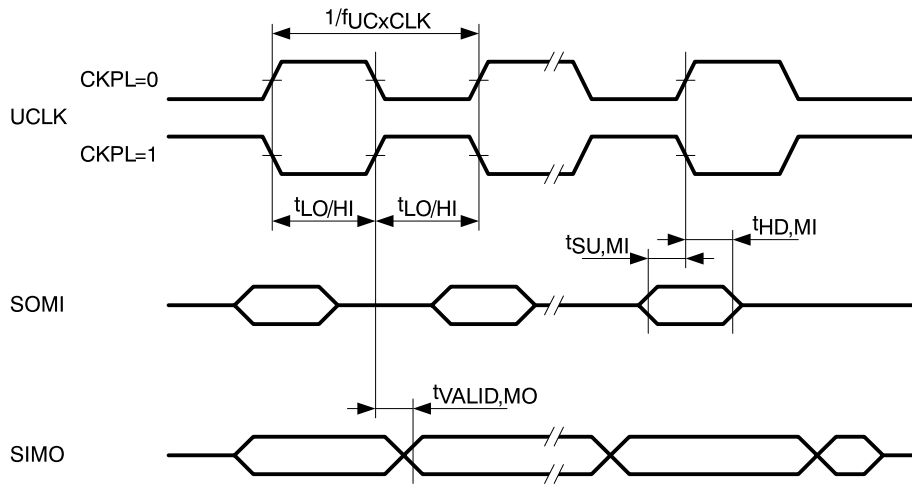 1/fUCxCLK
CKPL=0
UCLK
CKPL=1
tLO/HI tLO/HI
tHD,MI
tSU,MI
SOMI
tVALID,MO
SIMO